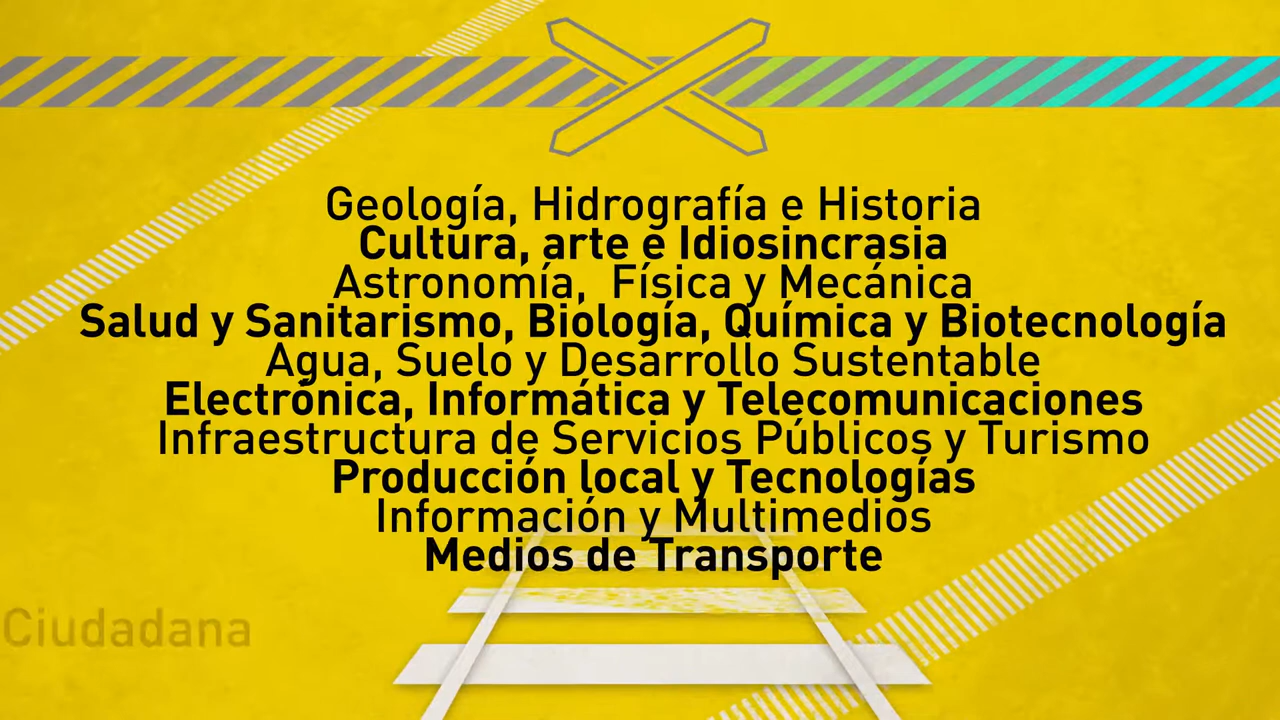 Geología, Hidrografía e Historia
Cultura, arte e Idiosincrasia
Astronomía, Física y Mecánica
Salud y Sanitarismo, Biología, Química y Biotecnología
Agua, Suelo y Desarrollo Sustentable
Electrónica, Informática y Telecomunicaciones
Infraestructura de Servicios Públicos y Turismo
Producción local y Tecnologías
Información y Multimedios
Medios de Transporte
Ciudadana